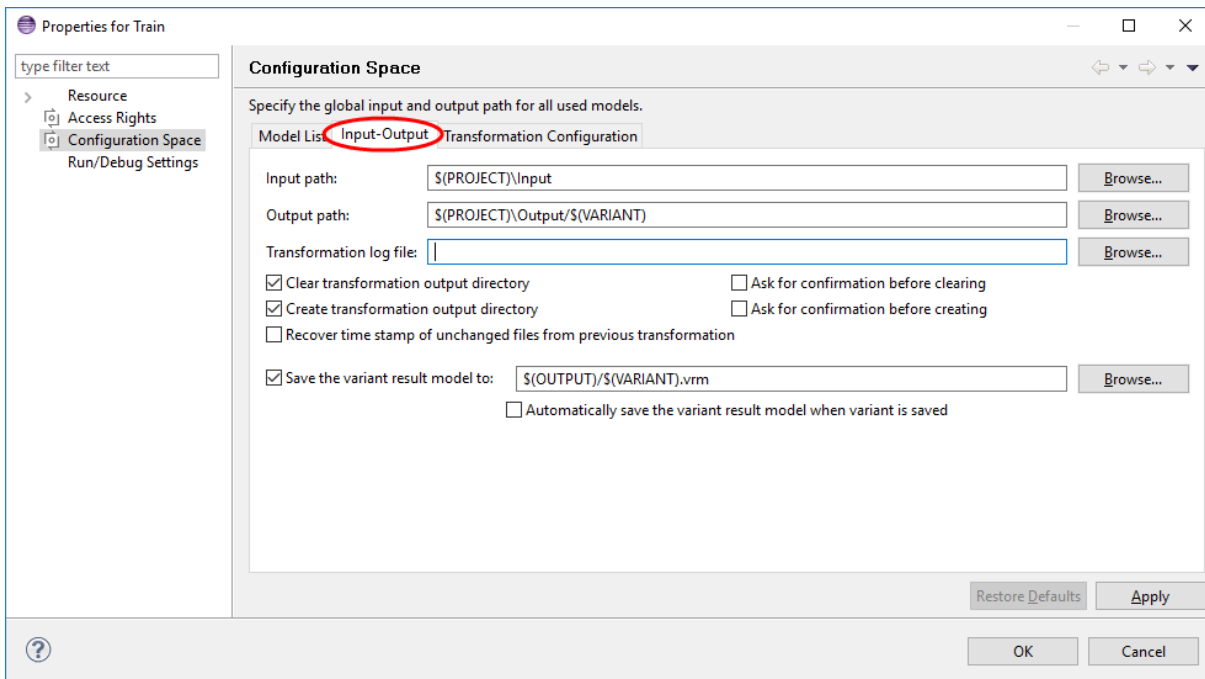 Properties for Train
type filter text
Resource
Access Rights
Configuration Space
Run/Debug Settings
Configuration Space
Specify the global input and output path for all used models.
Model List Input-Output Transformation Configuration
Input path: $(PROJECT)\Input Browse...
Output path: $(PROJECT)\Output/$(VARIANT) Browse...
Transformation log file: Browse...
Clear transformation output directory Ask for confirmation before clearing
Create transformation output directory Ask for confirmation before creating
Recover time stamp of unchanged files from previous transformation
Save the variant result model to: $(OUTPUT)/$(VARIANT).vrm Browse...
Automatically save the variant result model when variant is saved
Restore Defaults Apply
? OK Cancel